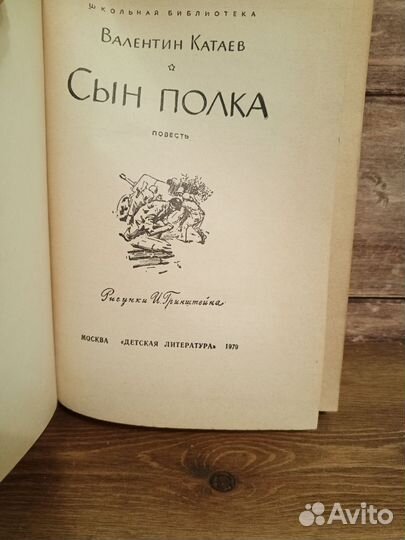 ШКОЛЬНАЯ БИБЛИОТЕКА
ВАЛЕНТИН КАТАЕВ
СЫН ПОЛКА
ПОВЕСТЬ
Рисунки И. Гринштейна
МОСКВА «ДЕТСКАЯ ЛИТЕРАТУРА» 1979
Avito